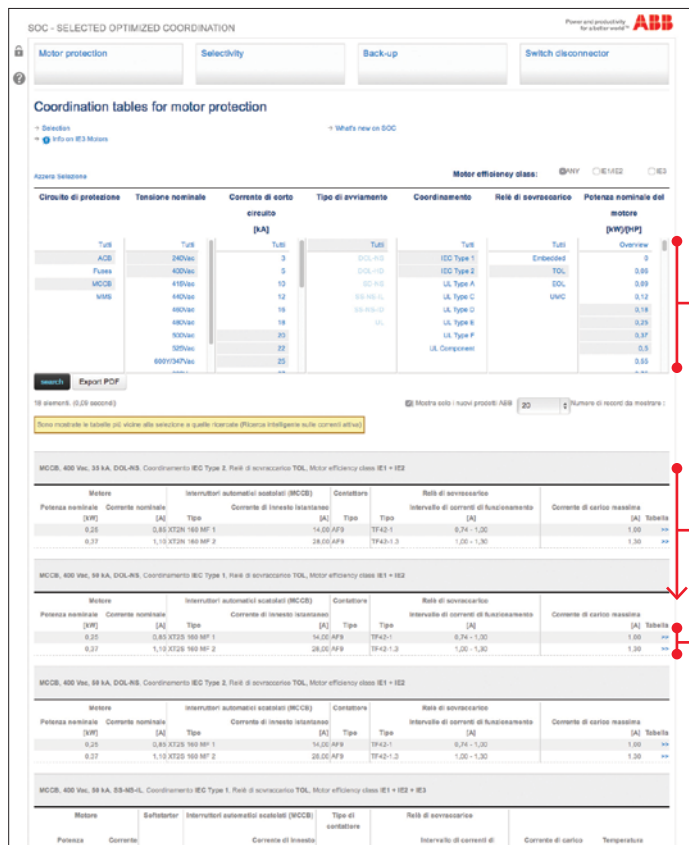 SOC - SELECTED OPTIMIZED COORDINATION
Power and productivity for a better world™ ABB
Motor protection Selectivity Back-up Switch disconnector
Coordination tables for motor protection
Selection What's new on SOC
Info on IE3 Motors
Azzera Selezione Motor efficiency class: ANY IE1/IE2 IE3
Circuito di protezione Tensione nominale Corrente di corto Tipo di avviamento Coordinamento Relè di sovraccarico Potenza nominale del
circuito motore
[kA] [kW]/[HP]
Tutti Tutti Tutti Tutti Tutti Tutti Overview
ACB 240Vac 3 DOL-NS IEC Type 1 Embedded 0
Fuses 400Vac 5 DOL-HD IEC Type 2 TOL 0,06
MCCB 415Vac 10 SD-NS UL Type A EOL 0,09
MMS 440Vac 12 SS-NS-IL UL Type C UMC 0,12
460Vac 16 SS-NS-ID UL Type D 0,18
480Vac 18 UL UL Type E 0,25
500Vac 20 UL Type F 0,37
525Vac 22 UL Component 0,5
600Y/347Vac 25 0,55
search Export PDF
18 elementi. (0,09 secondi) Mostra solo i nuovi prodotti ABB 20 Numero di record da mostrare :
Sono mostrate le tabelle più vicine alla selezione a quelle ricercate (Ricerca intelligente sulle correnti attiva)
MCCB, 400 Vac, 35 kA, DOL-NS, Coordinamento IEC Type 2, Relè di sovraccarico TOL, Motor efficiency class IE1 + IE2
Motore Interruttori automatici scatolati (MCCB) Contattore Relè di sovraccarico
Potenza nominale Corrente nominale Corrente di innesto istantaneo Intervallo di correnti di funzionamento Corrente di carico massima
[kW] [A] Tipo [A] Tipo Tipo [A] [A] Tabella
0,25 0,85 XT2N 160 MF 1 14,00 AF9 TF42-1 0,74 - 1,00 1,00 >>
0,37 1,10 XT2N 160 MF 2 28,00 AF9 TF42-1.3 1,00 - 1,30 1,30 >>
MCCB, 400 Vac, 50 kA, DOL-NS, Coordinamento IEC Type 1, Relè di sovraccarico TOL, Motor efficiency class IE1 + IE2
Motore Interruttori automatici scatolati (MCCB) Contattore Relè di sovraccarico
Potenza nominale Corrente nominale Corrente di innesto istantaneo Intervallo di correnti di funzionamento Corrente di carico massima
[kW] [A] Tipo [A] Tipo Tipo [A] [A] Tabella
0,25 0,85 XT2S 160 MF 1 14,00 AF9 TF42-1 0,74 - 1,00 1,00 >>
0,37 1,10 XT2S 160 MF 2 28,00 AF9 TF42-1.3 1,00 - 1,30 1,30 >>
MCCB, 400 Vac, 50 kA, DOL-NS, Coordinamento IEC Type 2, Relè di sovraccarico TOL, Motor efficiency class IE1 + IE2
Motore Interruttori automatici scatolati (MCCB) Contattore Relè di sovraccarico
Potenza nominale Corrente nominale Corrente di innesto istantaneo Intervallo di correnti di funzionamento Corrente di carico massima
[kW] [A] Tipo [A] Tipo Tipo [A] [A] Tabella
0,25 0,85 XT2S 160 MF 1 14,00 AF9 TF42-1 0,74 - 1,00 1,00 >>
0,37 1,10 XT2S 160 MF 2 28,00 AF9 TF42-1.3 1,00 - 1,30 1,30 >>
MCCB, 400 Vac, 50 kA, SS-NS-IL, Coordinamento IEC Type 1, Relè di sovraccarico TOL, Motor efficiency class IE1 + IE2 + IE3
Motore Softstarter Interruttori automatici scatolati (MCCB) Tipo di Relè di sovraccarico
contattore
Potenza Corrente Corrente di innesto Intervallo di correnti di Corrente di carico Temperatura